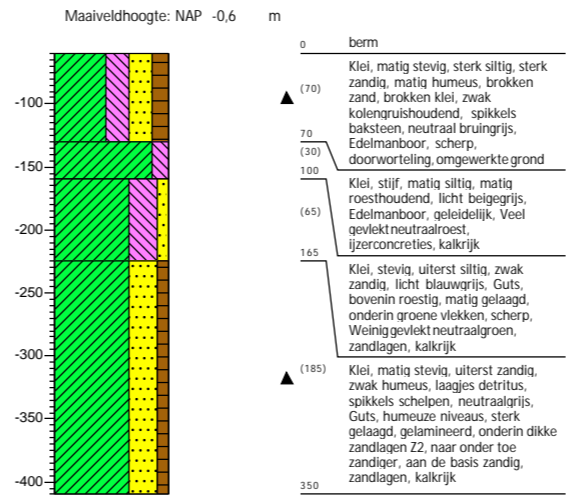 Maaiveldhoogte: NAP -0,6 m
0 berm
Klei, matig stevig, sterk siltig, sterk
(70) zandig, matig humeus, brokken
-100 zand, brokken klei, zwak
kolengruishoudend, spikkels
baksteen, neutraal bruingrijs,
70 Edelmanboor, scherp,
(30) doorworteling, omgewerkte grond
-150
100 Klei, stijf, matig siltig, matig
roesthoudend, licht beigegrijs,
(65) Edelmanboor, geleidelijk, Veel
-200 gevlekt neutraalroest,
ijzerconcreties, kalkrijk
165
-250 Klei, stevig, uiterst siltig, zwak
zandig, licht blauwgrijs, Guts,
bovenin roestig, matig gelaagd,
onderin groene vlekken, scherp,
-300 Weinig gevlekt neutraalgroen,
zandlagen, kalkrijk
(185) Klei, matig stevig, uiterst zandig,
zwak humeus, laagjes detritus,
-350 spikkels schelpen, neutraalgrijs,
Guts, humeuze niveaus, sterk
gelaagd, gelamineerd, onderin dikke
zandlagen Z2, naar onder toe
zandiger, aan de basis zandig,
-400 zandlagen, kalkrijk
350